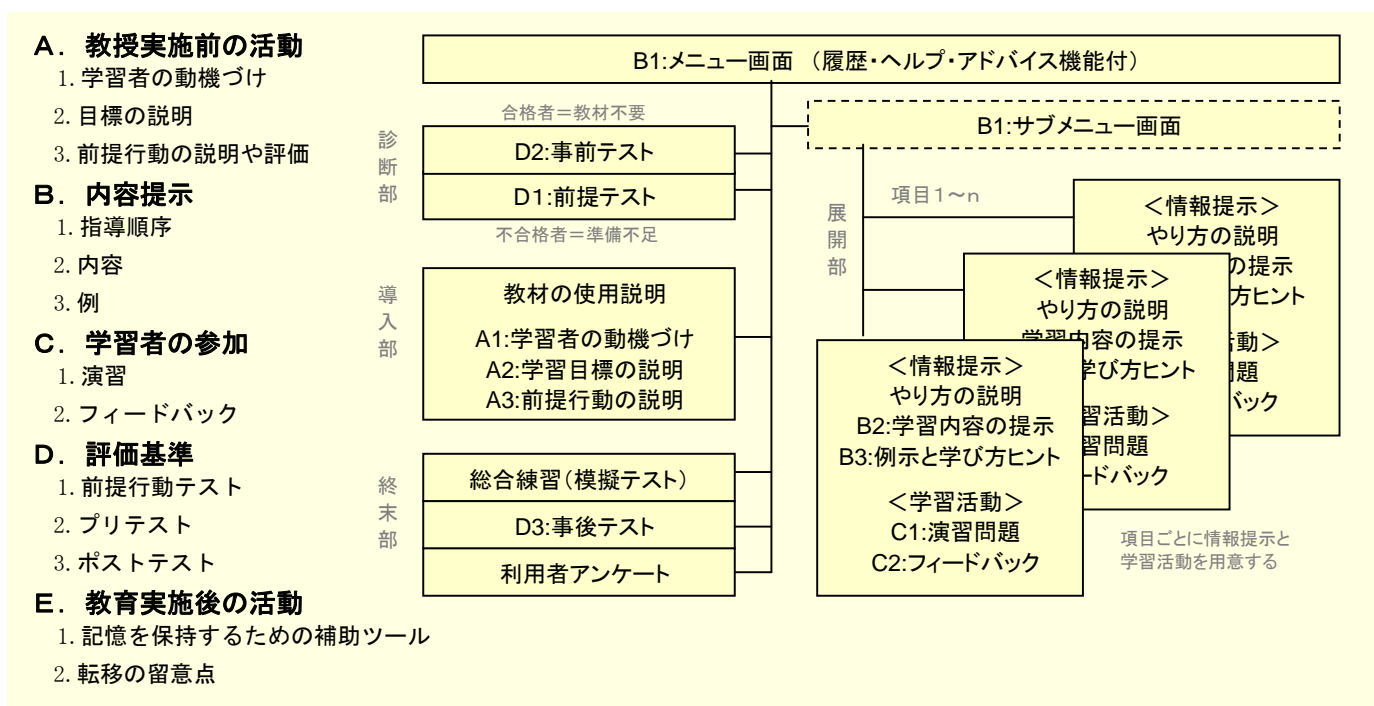 A. 教授実施前の活動
1. 学習者の動機づけ
2. 目標の説明
3. 前提行動の説明や評価
B. 内容提示
1. 指導順序
2. 内容
3. 例
C. 学習者の参加
1. 演習
2. フィードバック
D. 評価基準
1. 前提行動テスト
2. プリテスト
3. ポストテスト
E. 教育実施後の活動
1. 記憶を保持するための補助ツール
2. 転移の留意点
B1:メニュー画面 (履歴・ヘルプ・アドバイス機能付)
合格者=教材不要
診断部
D2:事前テスト
D1:前提テスト
不合格者=準備不足
導入部
教材の使用説明
A1:学習者の動機づけ
A2:学習目標の説明
A3:前提行動の説明
終末部
総合練習(模擬テスト)
D3:事後テスト
利用者アンケート
B1:サブメニュー画面
展開部
項目1~n
<情報提示>
やり方の説明
の提示
方ヒント
動>
題
バック
<情報提示>
やり方の説明
学習内容の提示
学び方ヒント
習活動>
習問題
ードバック
<情報提示>
やり方の説明
B2:学習内容の提示
B3:例示と学び方ヒント
<学習活動>
C1:演習問題
C2:フィードバック
項目ごとに情報提示と
学習活動を用意する